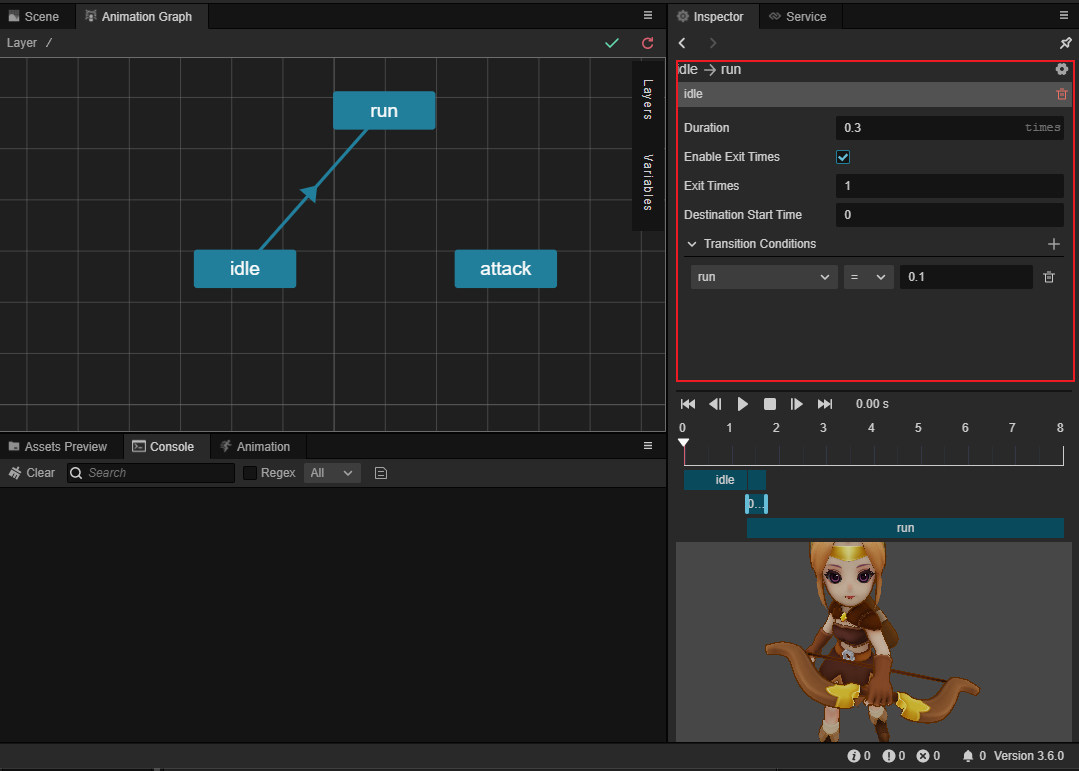 Scene Animation Graph
Layer /
run
idle
attack
Layers
Variables
Assets Preview Console Animation
Clear Search Regex All
Inspector Service
idle → run
idle
Duration 0.3 times
Enable Exit Times
Exit Times 1
Destination Start Time 0
Transition Conditions
run = 0.1
0.00 s
0 1 2 3 4 5 6 7 8
idle
0...
run
0 0 0 0 Version 3.6.0